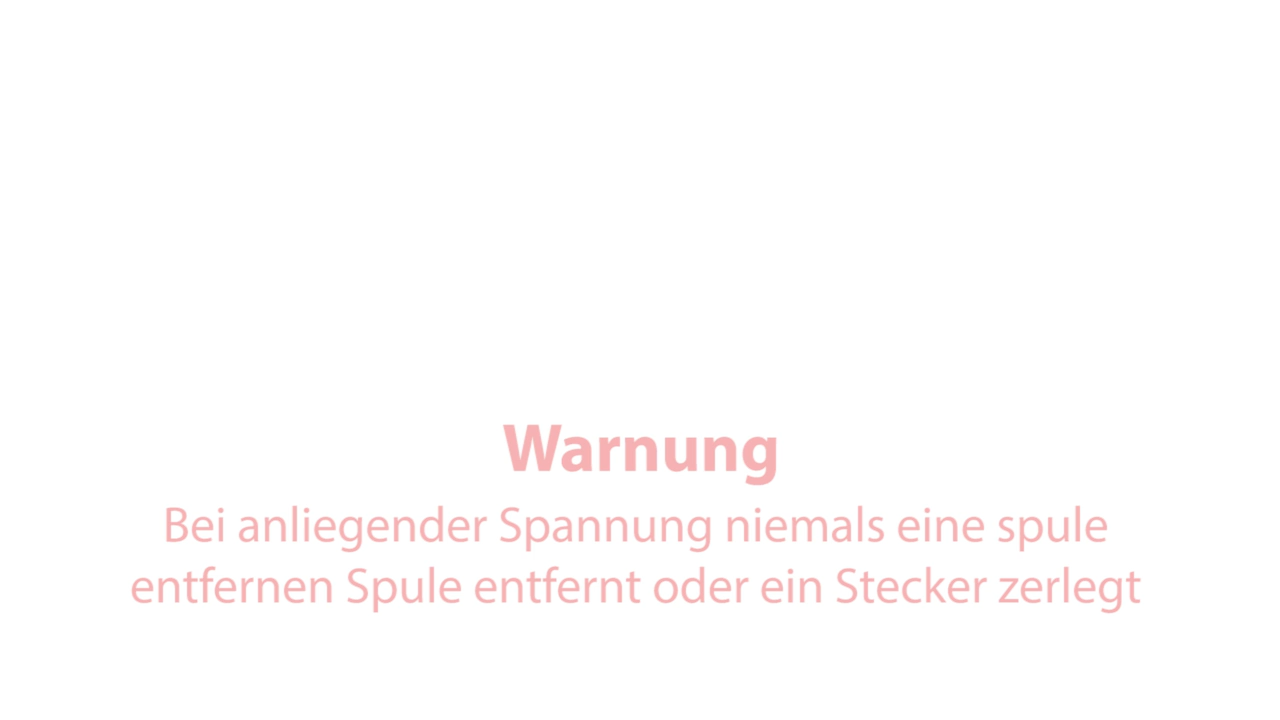 Warnung
Bei anliegender Spannung niemals eine spule
entfernen Spule entfernt oder ein Stecker zerlegt